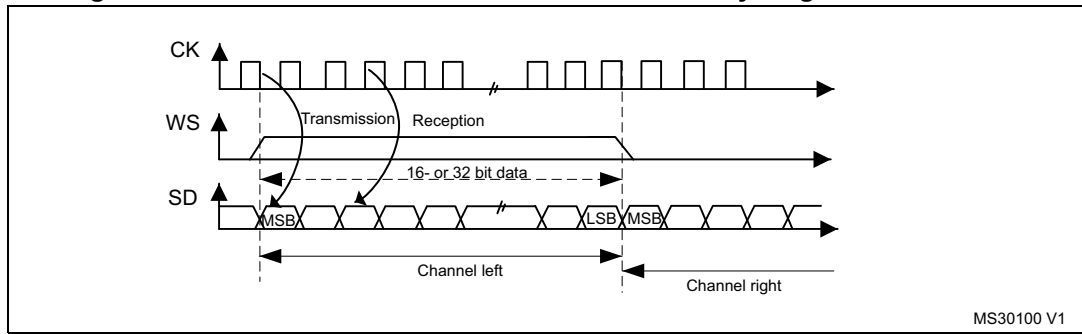 CK
Transmission
Reception
WS
16- or 32 bit data
SD
MSB
LSB
MSB
Channel left
Channel right
MS30100 V1